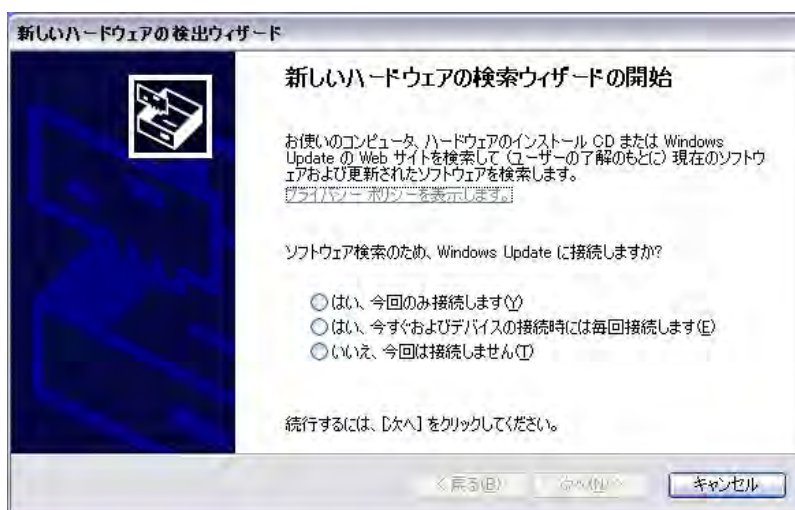 新しいハードウェアの検出ウィザード
新しいハードウェアの検索ウィザードの開始
お使いのコンピュータ、ハードウェアのインストール CD または Windows
Update の Web サイトを検索して (ユーザーの了解のもとに) 現在のソフトウ
ェアおよび更新されたソフトウェアを検索します。
プライバシー ポリシーを表示します。
ソフトウェア検索のため、Windows Update に接続しますか?
はい、今回のみ接続します(Y)
はい、今すぐおよびデバイスの接続時には毎回接続します(E)
いいえ、今回は接続しません(T)
続行するには、[次へ] をクリックしてください。
< 戻る(B)
次へ(N) >
キャンセル